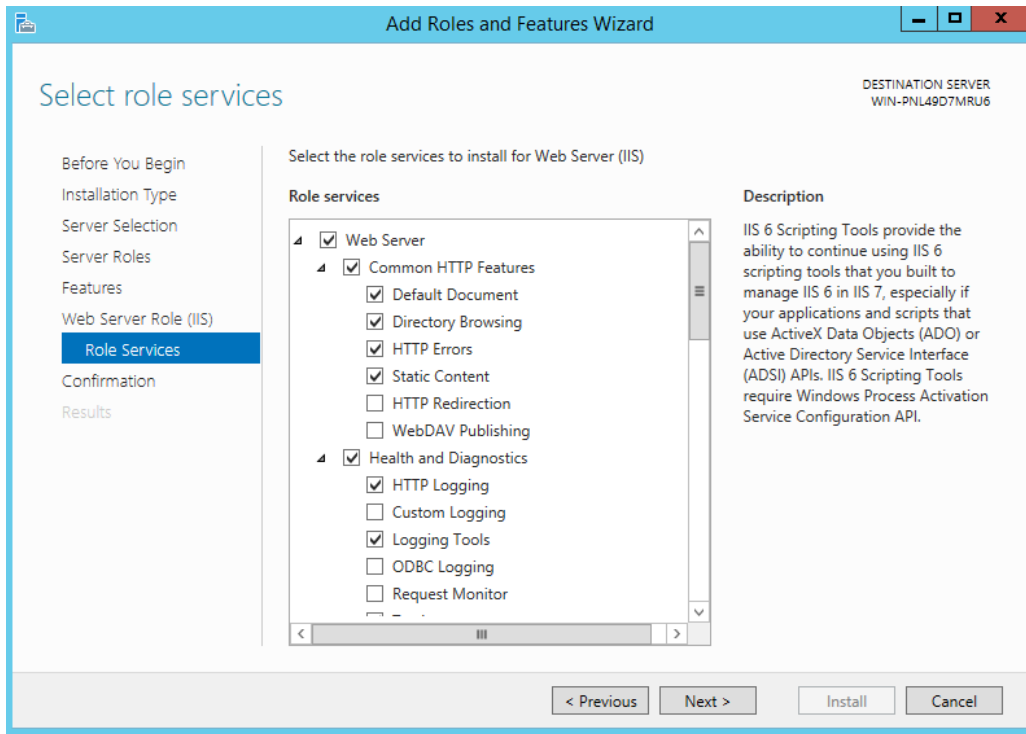 Add Roles and Features Wizard
Select role services
DESTINATION SERVER
WIN-PNL49D7MRU6
Before You Begin
Installation Type
Server Selection
Server Roles
Features
Web Server Role (IIS)
Role Services
Confirmation
Results
Select the role services to install for Web Server (IIS)
Role services
Web Server
Common HTTP Features
Default Document
Directory Browsing
HTTP Errors
Static Content
HTTP Redirection
WebDAV Publishing
Health and Diagnostics
HTTP Logging
Custom Logging
Logging Tools
ODBC Logging
Request Monitor
Description
IIS 6 Scripting Tools provide the
ability to continue using IIS 6
scripting tools that you built to
manage IIS 6 in IIS 7, especially if
your applications and scripts that
use ActiveX Data Objects (ADO) or
Active Directory Service Interface
(ADSI) APIs. IIS 6 Scripting Tools
require Windows Process Activation
Service Configuration API.
< Previous
Next >
Install
Cancel